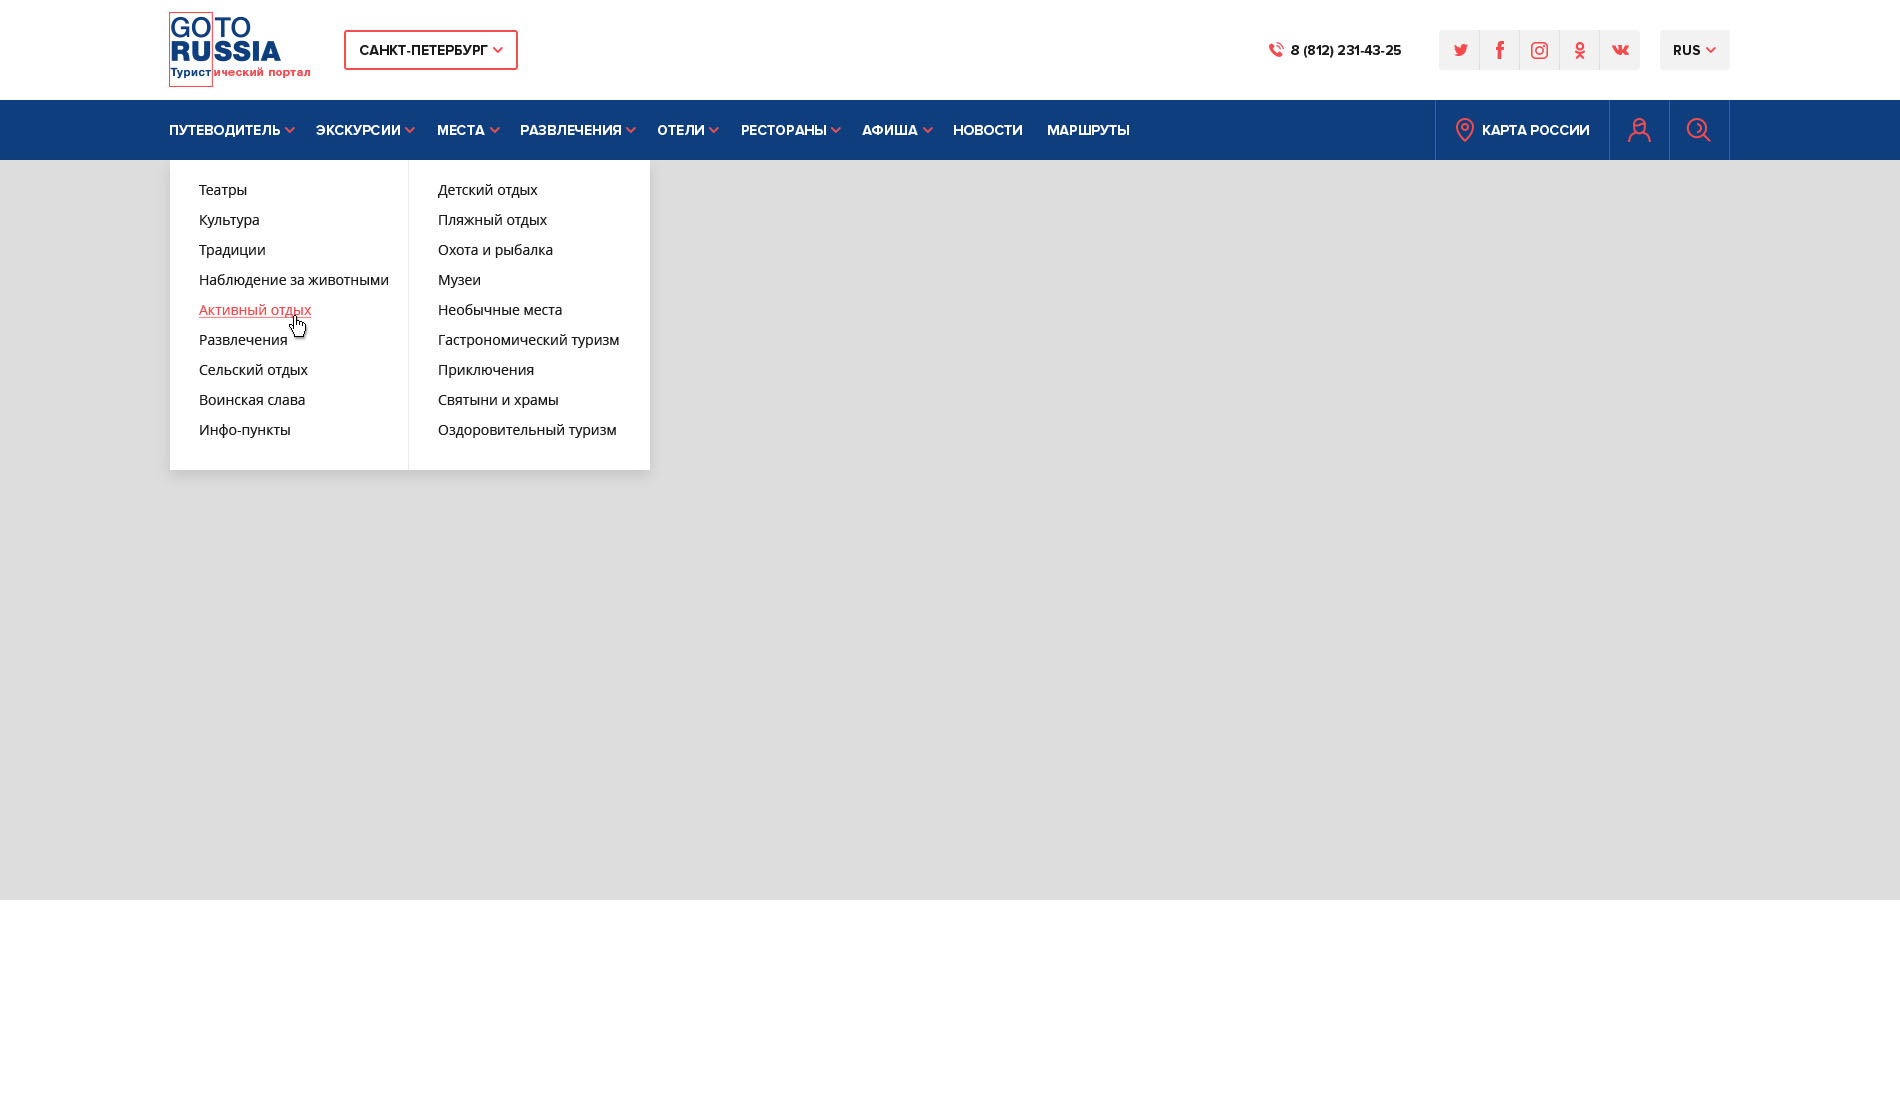 GOTO
RUSSIA
Туристический портал
САНКТ-ПЕТЕРБУРГ
8 (812) 231-43-25
RUS
ПУТЕВОДИТЕЛЬ ЭКСКУРСИИ МЕСТА РАЗВЛЕЧЕНИЯ ОТЕЛИ РЕСТОРАНЫ АФИША НОВОСТИ МАРШРУТЫ КАРТА РОССИИ
Театры
Культура
Традиции
Наблюдение за животными
Активный отдых
Развлечения
Сельский отдых
Воинская слава
Инфо-пункты
Детский отдых
Пляжный отдых
Охота и рыбалка
Музеи
Необычные места
Гастрономический туризм
Приключения
Святыни и храмы
Оздоровительный туризм